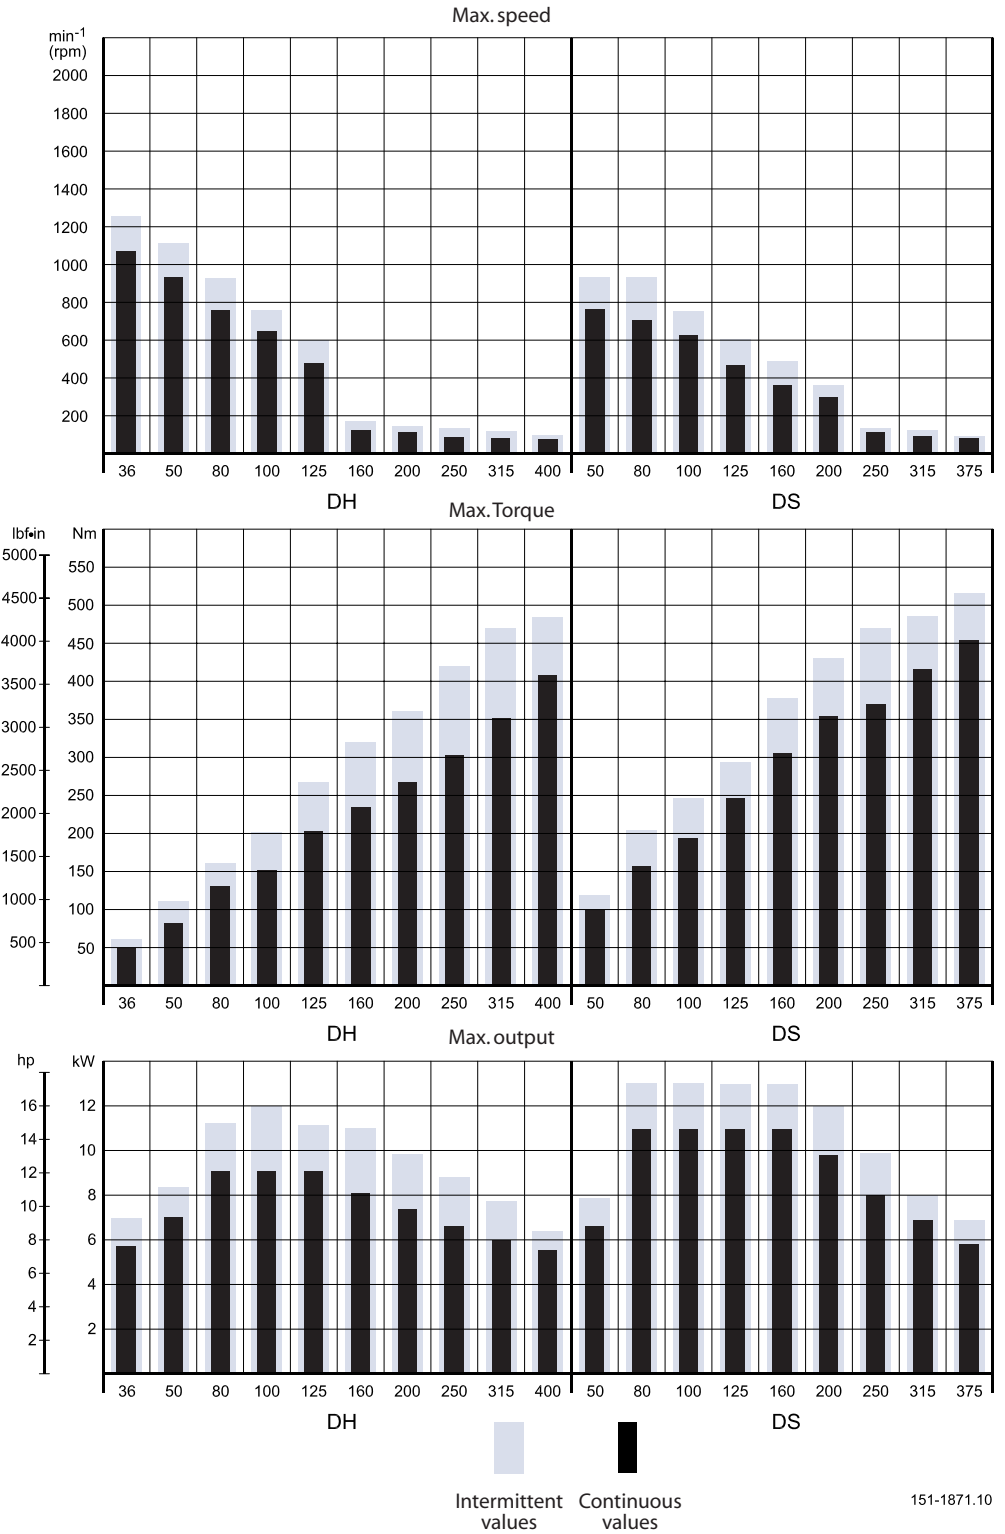 Max. speed
min-1
(rpm)
2000
1800
1600
1400
1200
1000
800
600
400
200
36 50 80 100 125 160 200 250 315 400 50 80 100 125 160 200 250 315 375
DH DS
Max. Torque
lbf•in Nm
5000
550
4500 500
4000 450
3500 400
3000 350
2500 300
2000 250
1500 200
1000 150
500 100
50
36 50 80 100 125 160 200 250 315 400 50 80 100 125 160 200 250 315 375
DH DS
Max. output
hp kW
16 12
14 10
12 8
10 6
8 4
6 2
4
2
36 50 80 100 125 160 200 250 315 400 50 80 100 125 160 200 250 315 375
DH DS
Intermittent Continuous
values values
151-1871.10